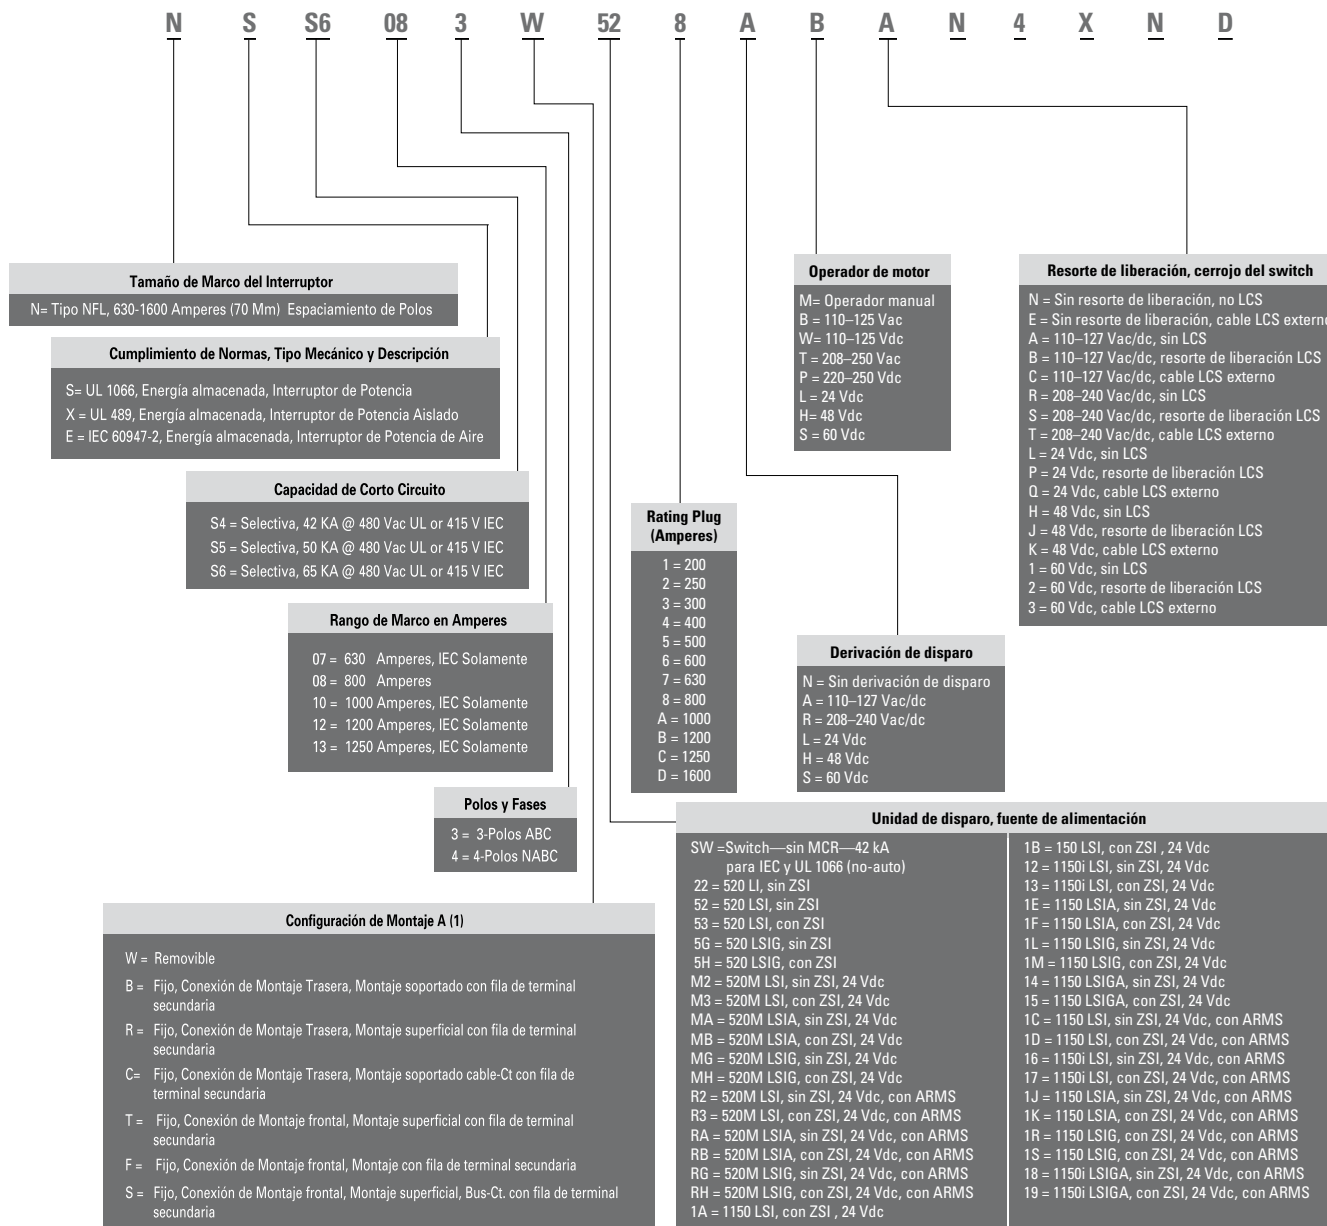 N S S6 08 3 W 52 8 A B A N 4 X N D
Tamaño de Marco del Interruptor
N= Tipo NFL, 630-1600 Amperes (70 Mm) Espaciamiento de Polos
Cumplimiento de Normas, Tipo Mecánico y Descripción
S= UL 1066, Energía almacenada, Interruptor de Potencia
X = UL 489, Energía almacenada, Interruptor de Potencia Aislado
E = IEC 60947-2, Energía almacenada, Interruptor de Potencia de Aire
Capacidad de Corto Circuito
S4 = Selectiva, 42 KA @ 480 Vac UL or 415 V IEC
S5 = Selectiva, 50 KA @ 480 Vac UL or 415 V IEC
S6 = Selectiva, 65 KA @ 480 Vac UL or 415 V IEC
Rango de Marco en Amperes
07 = 630 Amperes, IEC Solamente
08 = 800 Amperes
10 = 1000 Amperes, IEC Solamente
12 = 1200 Amperes, IEC Solamente
13 = 1250 Amperes, IEC Solamente
Polos y Fases
3 = 3-Polos ABC
4 = 4-Polos NABC
Configuración de Montaje A (1)
W = Removible
B = Fijo, Conexión de Montaje Trasera, Montaje soportado con fila de terminal
secundaria
R = Fijo, Conexión de Montaje Trasera, Montaje superficial con fila de terminal
secundaria
C= Fijo, Conexión de Montaje Trasera, Montaje soportado cable-Ct con fila de
terminal secundaria
T = Fijo, Conexión de Montaje frontal, Montaje superficial con fila de terminal
secundaria
F = Fijo, Conexión de Montaje frontal, Montaje con fila de terminal secundaria
S = Fijo, Conexión de Montaje frontal, Montaje superficial, Bus-Ct. con fila de terminal
secundaria
Rating Plug
(Amperes)
1 = 200
2 = 250
3 = 300
4 = 400
5 = 500
6 = 600
7 = 630
8 = 800
A = 1000
B = 1200
C = 1250
D = 1600
Operador de motor
M= Operador manual
B = 110–125 Vac
W= 110–125 Vdc
T = 208–250 Vac
P = 220–250 Vdc
L = 24 Vdc
H= 48 Vdc
S = 60 Vdc
Derivación de disparo
N = Sin derivación de disparo
A = 110–127 Vac/dc
R = 208–240 Vac/dc
L = 24 Vdc
H = 48 Vdc
S = 60 Vdc
Resorte de liberación, cerrojo del switch
N = Sin resorte de liberación, no LCS
E = Sin resorte de liberación, cable LCS externo
A = 110–127 Vac/dc, sin LCS
B = 110–127 Vac/dc, resorte de liberación LCS
C = 110–127 Vac/dc, cable LCS externo
R = 208–240 Vac/dc, sin LCS
S = 208–240 Vac/dc, resorte de liberación LCS
T = 208–240 Vac/dc, cable LCS externo
L = 24 Vdc, sin LCS
P = 24 Vdc, resorte de liberación LCS
Q = 24 Vdc, cable LCS externo
H = 48 Vdc, sin LCS
J = 48 Vdc, resorte de liberación LCS
K = 48 Vdc, cable LCS externo
1 = 60 Vdc, sin LCS
2 = 60 Vdc, resorte de liberación LCS
3 = 60 Vdc, cable LCS externo
Unidad de disparo, fuente de alimentación
SW =Switch—sin MCR—42 kA
para IEC y UL 1066 (no-auto)
22 = 520 LI, sin ZSI
52 = 520 LSI, sin ZSI
53 = 520 LSI, con ZSI
5G = 520 LSIG, sin ZSI
5H = 520 LSIG, con ZSI
M2 = 520M LSI, sin ZSI, 24 Vdc
M3 = 520M LSI, con ZSI, 24 Vdc
MA = 520M LSIA, sin ZSI, 24 Vdc
MB = 520M LSIA, con ZSI, 24 Vdc
MG = 520M LSIG, sin ZSI, 24 Vdc
MH = 520M LSIG, con ZSI, 24 Vdc
R2 = 520M LSI, sin ZSI, 24 Vdc, con ARMS
R3 = 520M LSI, con ZSI, 24 Vdc, con ARMS
RA = 520M LSIA, sin ZSI, 24 Vdc, con ARMS
RB = 520M LSIA, con ZSI, 24 Vdc, con ARMS
RG = 520M LSIG, sin ZSI, 24 Vdc, con ARMS
RH = 520M LSIG, con ZSI, 24 Vdc, con ARMS
1A = 1150 LSI, con ZSI , 24 Vdc
1B = 150 LSI, con ZSI , 24 Vdc
12 = 1150i LSI, sin ZSI, 24 Vdc
13 = 1150i LSI, con ZSI, 24 Vdc
1E = 1150 LSIA, sin ZSI, 24 Vdc
1F = 1150 LSIA, con ZSI, 24 Vdc
1L = 1150 LSIG, sin ZSI, 24 Vdc
1M = 1150 LSIG, con ZSI, 24 Vdc
14 = 1150 LSIGA, sin ZSI, 24 Vdc
15 = 1150 LSIGA, con ZSI, 24 Vdc
1C = 1150 LSI, sin ZSI, 24 Vdc, con ARMS
1D = 1150 LSI, con ZSI, 24 Vdc, con ARMS
16 = 1150i LSI, sin ZSI, 24 Vdc, con ARMS
17 = 1150i LSI, con ZSI, 24 Vdc, con ARMS
1J = 1150 LSIA, sin ZSI, 24 Vdc, con ARMS
1K = 1150 LSIA, con ZSI, 24 Vdc, con ARMS
1R = 1150 LSIG, con ZSI, 24 Vdc, con ARMS
1S = 1150 LSIG, con ZSI, 24 Vdc, con ARMS
18 = 1150i LSIGA, sin ZSI, 24 Vdc, con ARMS
19 = 1150i LSIGA, con ZSI, 24 Vdc, con ARMS